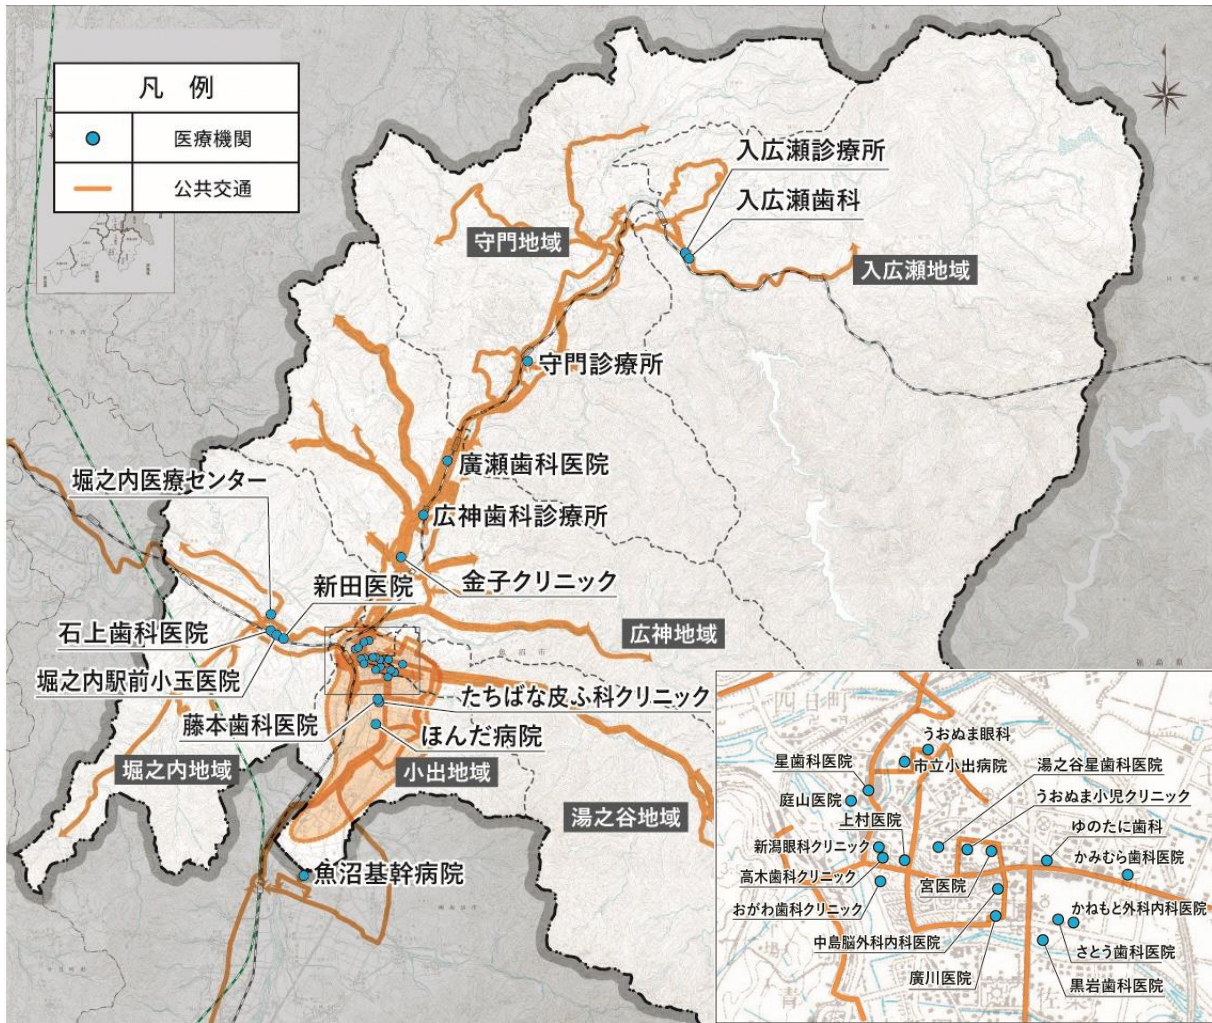 凡 例
医療機関
公共交通
入広瀬診療所
入広瀬歯科
守門地域
入広瀬地域
守門診療所
廣瀬歯科医院
堀之内医療センター
広神歯科診療所
新田医院
金子クリニック
石上歯科医院
広神地域
魚沼市
福島県
堀之内駅前小玉医院
たちばな皮ふ科クリニック
藤本歯科医院
ほんだ病院
堀之内地域
小出地域
湯之谷地域
魚沼基幹病院
四日町
うおぬま眼科
市立小出病院
星歯科医院
湯之谷星歯科医院
庭山医院
うおぬま小児クリニック
上村医院
ゆのたに歯科
新潟眼科クリニック
かみむら歯科医院
高木歯科クリニック
宮医院
おがわ歯科クリニック
かねもと外科内科医院
中島脳外科内科医院
さとう歯科医院
廣川医院
黒岩歯科医院
青
佐梨